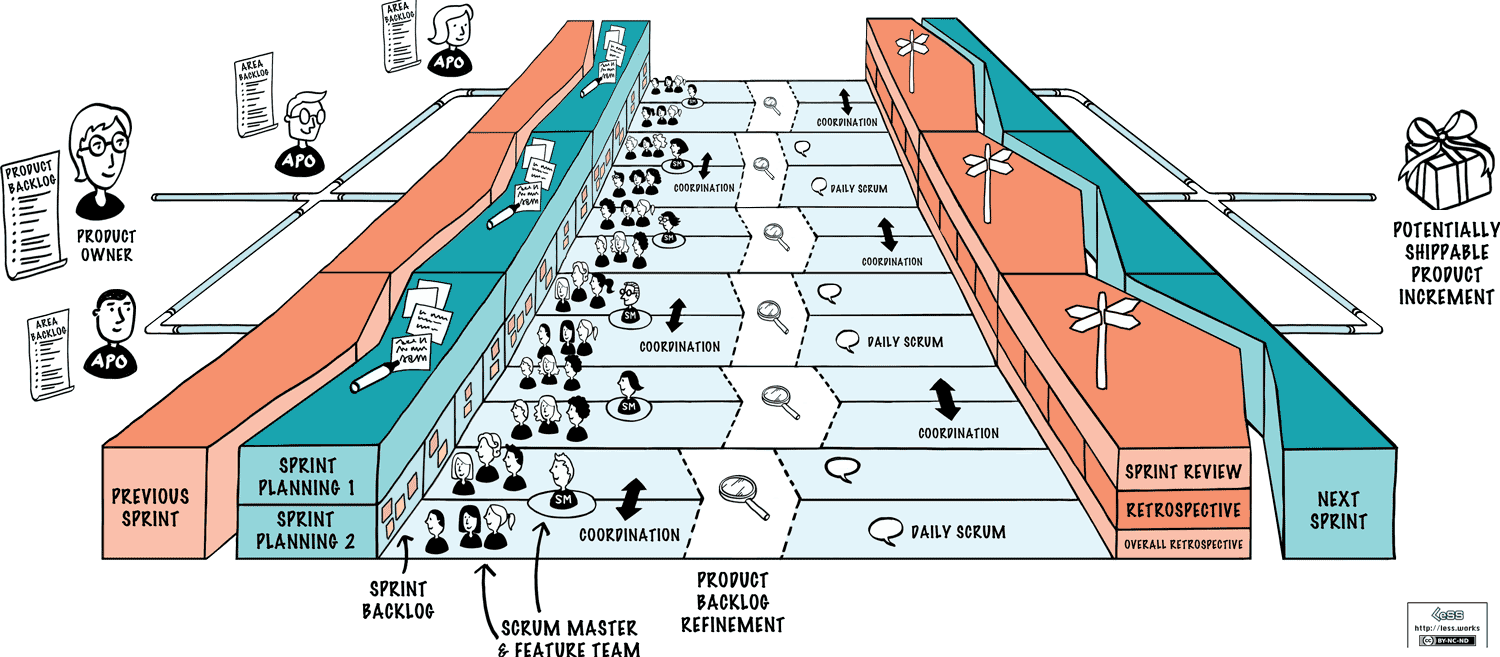 AREA
BACKLOG
APO
AREA
BACKLOG
APO
PRODUCT
BACKLOG
PRODUCT
OWNER
AREA
BACKLOG
APO
COORDINATION
SM
COORDINATION
DAILY SCRUM
SM
COORDINATION
SM
COORDINATION
DAILY SCRUM
SM
COORDINATION
SM
COORDINATION
DAILY SCRUM
PREVIOUS
SPRINT
SPRINT
PLANNING 1
SPRINT
PLANNING 2
SPRINT
BACKLOG
SCRUM MASTER
& FEATURE TEAM
PRODUCT
BACKLOG
REFINEMENT
SPRINT REVIEW
RETROSPECTIVE
OVERALL RETROSPECTIVE
NEXT
SPRINT
POTENTIALLY
SHIPPABLE
PRODUCT
INCREMENT
LeSS
http://less.works
CC BY-NC-ND